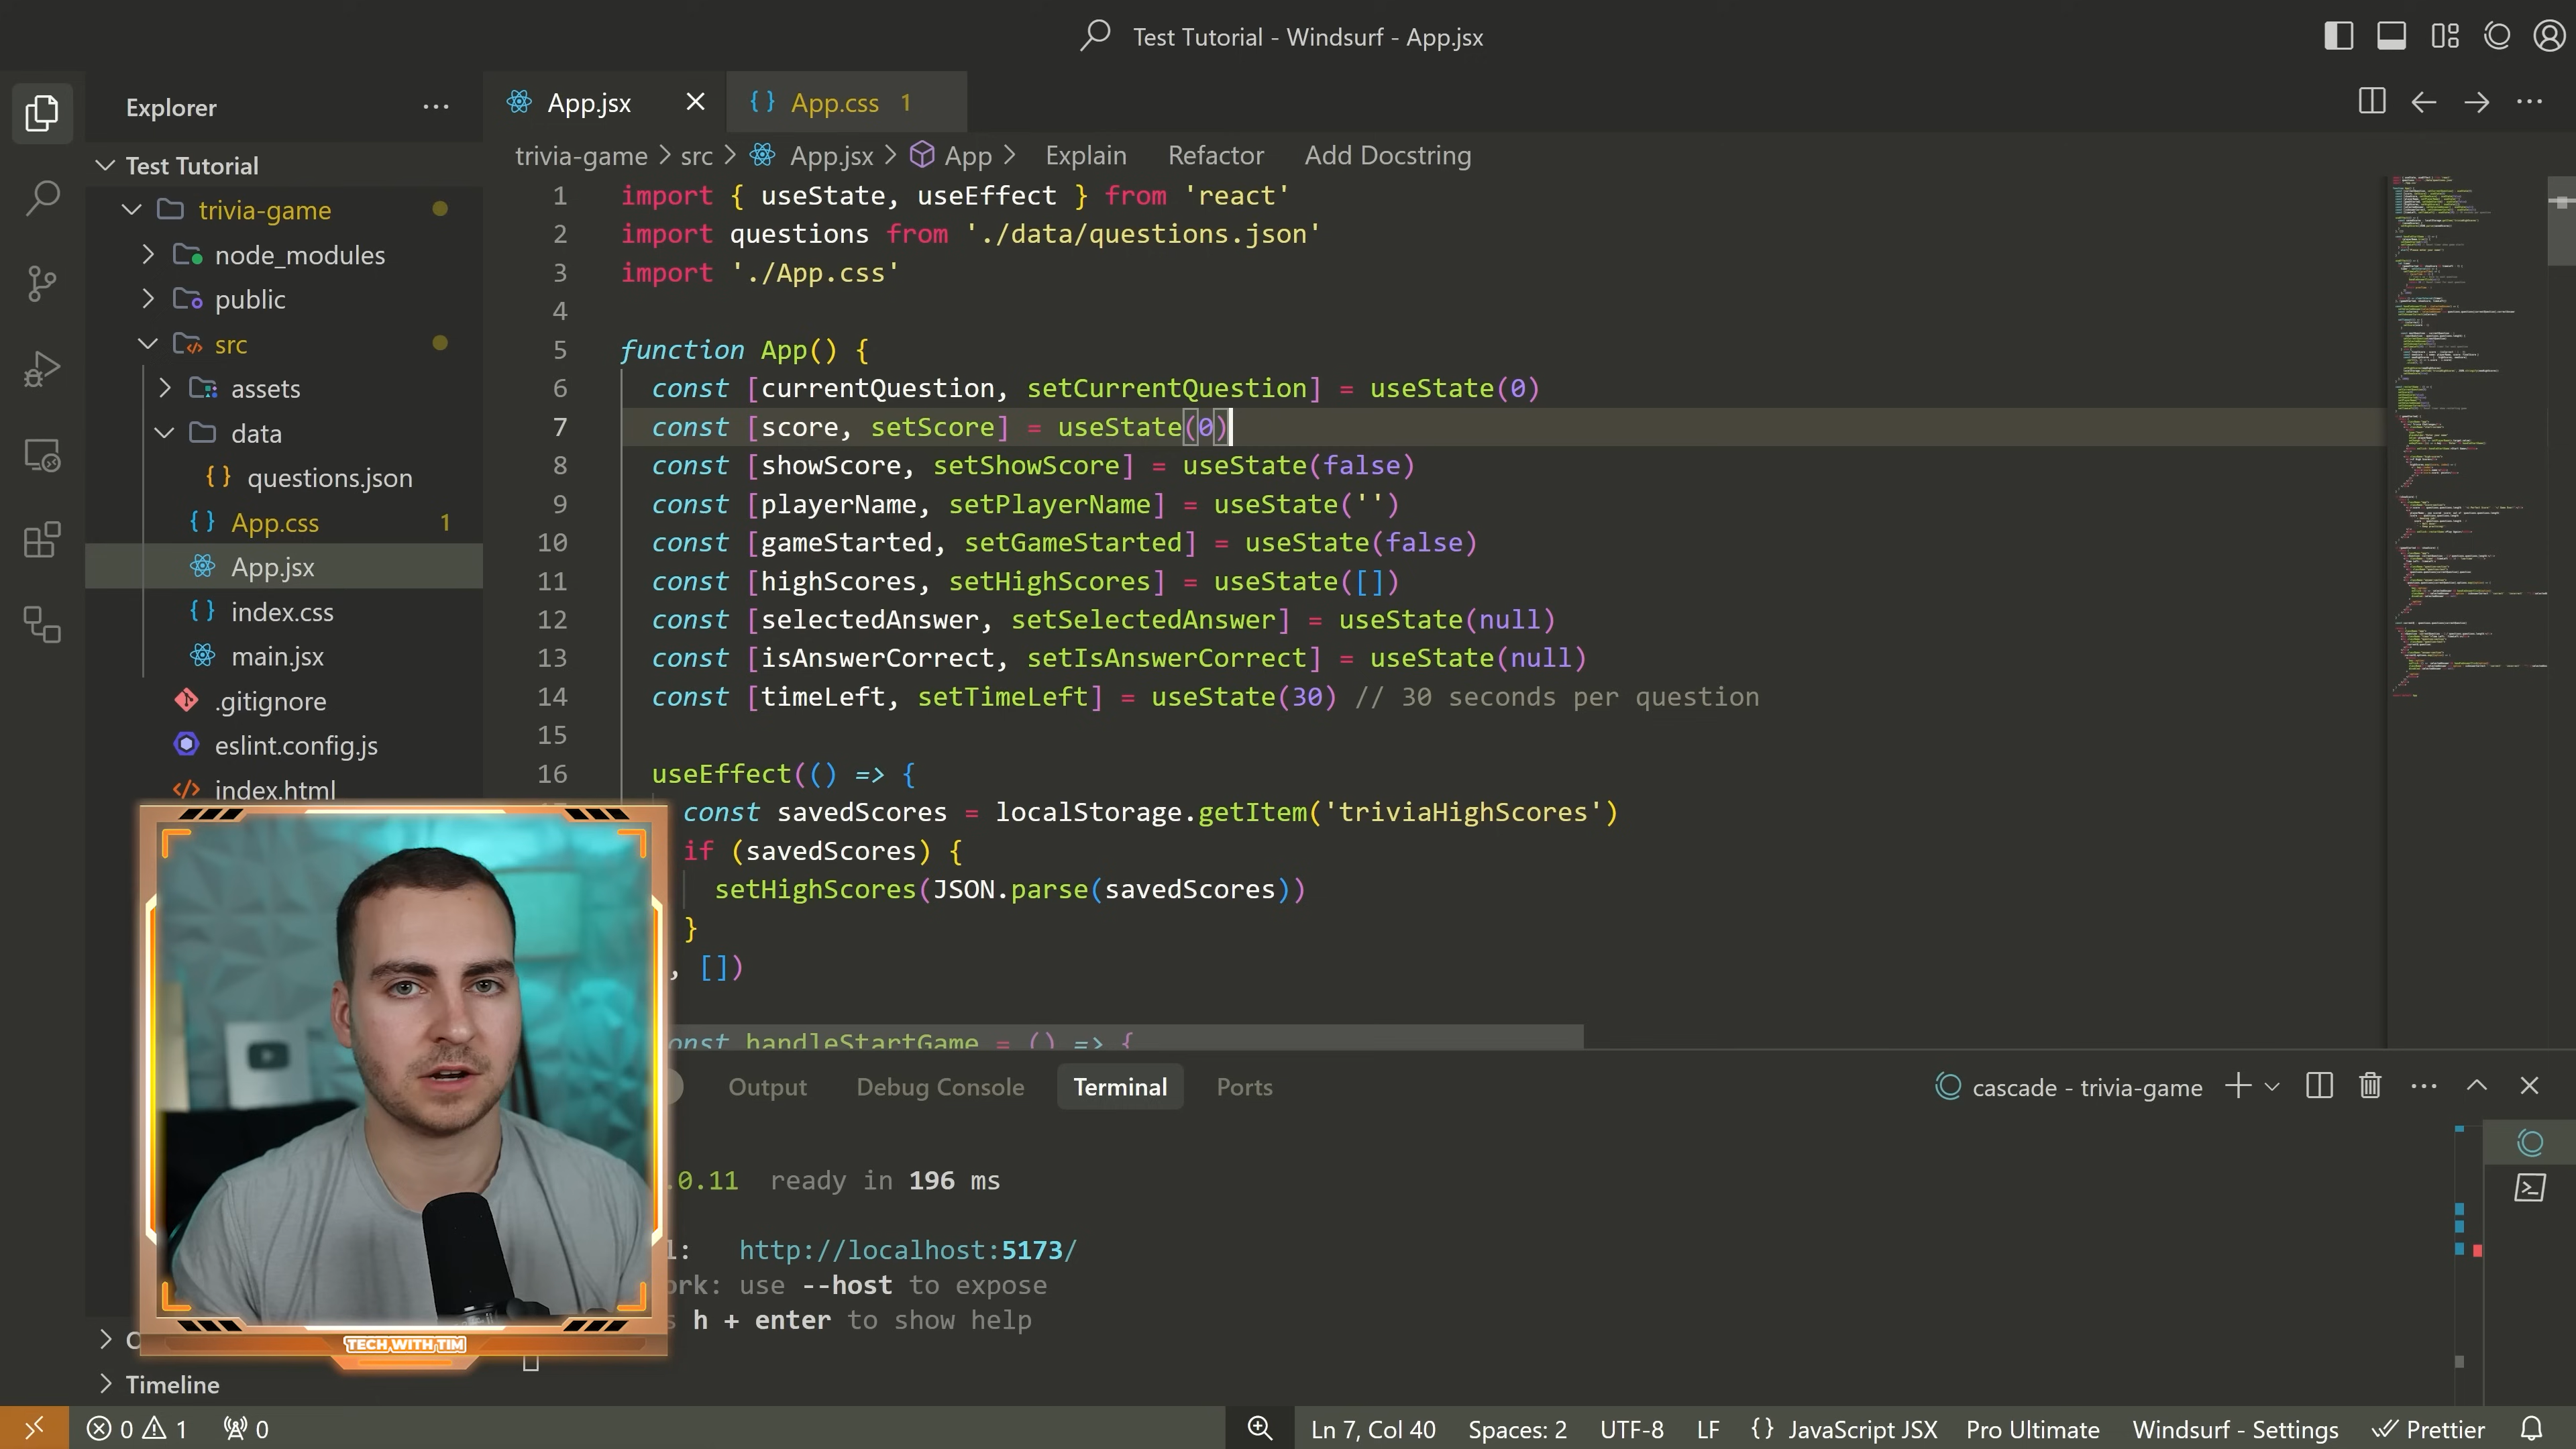 Test Tutorial - Windsurf - App.jsx
Explorer
App.jsx
App.css 1
trivia-game > src > App.jsx > App > Explain Refactor Add Docstring
Test Tutorial
trivia-game
node_modules
public
src
assets
data
questions.json
App.css 1
App.jsx
index.css
main.jsx
.gitignore
eslint.config.js
index.html
Timeline
1 import { useState, useEffect } from 'react'
2 import questions from './data/questions.json'
3 import './App.css'
4
5 function App() {
6 const [currentQuestion, setCurrentQuestion] = useState(0)
7 const [score, setScore] = useState(0)
8 const [showScore, setShowScore] = useState(false)
9 const [playerName, setPlayerName] = useState('')
10 const [gameStarted, setGameStarted] = useState(false)
11 const [highScores, setHighScores] = useState([])
12 const [selectedAnswer, setSelectedAnswer] = useState(null)
13 const [isAnswerCorrect, setIsAnswerCorrect] = useState(null)
14 const [timeLeft, setTimeLeft] = useState(30) // 30 seconds per question
15
16 useEffect(() => {
const savedScores = localStorage.getItem('triviaHighScores')
if (savedScores) {
setHighScores(JSON.parse(savedScores))
}
, [])
onst handleStartGame = () => {
Output Debug Console Terminal Ports
cascade - trivia-game
.0.11 ready in 196 ms
l: http://localhost:5173/
ork: use --host to expose
s h + enter to show help
TECH WITH TIM
0 1 0
Ln 7, Col 40 Spaces: 2 UTF-8 LF {} JavaScript JSX Pro Ultimate Windsurf - Settings Prettier